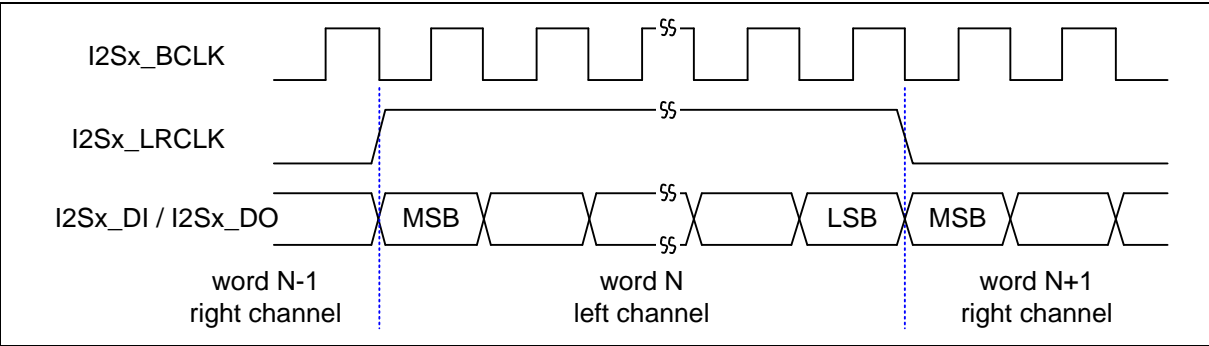 I2Sx_BCLK
I2Sx_LRCLK
I2Sx_DI / I2Sx_DO
MSB
LSB
MSB
word N-1
right channel
word N
left channel
word N+1
right channel